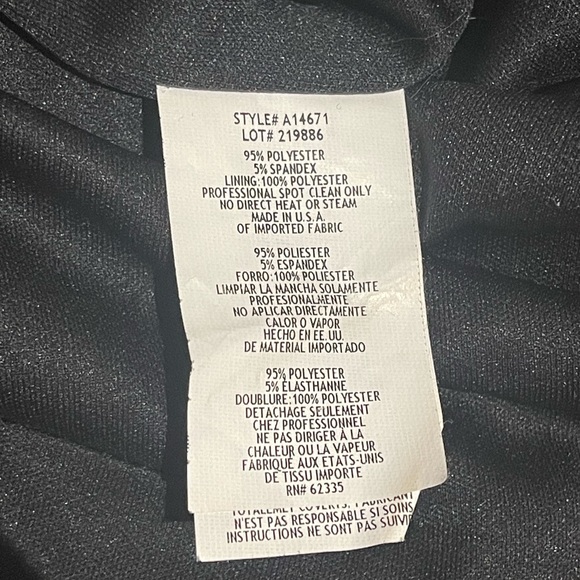 STYLE# A14671
LOT# 219886
95% POLYESTER
5% SPANDEX
LINING:100% POLYESTER
PROFESSIONAL SPOT CLEAN ONLY
NO DIRECT HEAT OR STEAM
MADE IN U.S.A.
OF IMPORTED FABRIC
95% POLIESTER
5% ESPANDEX
FORRO:100% POLIESTER
LIMPIAR LA MANCHA SOLAMENTE
PROFESIONALMENTE
NO APLICAR DIRECTAMENTE
CALOR O VAPOR
HECHO EN EE.UU.
DE MATERIAL IMPORTADO
95% POLYESTER
5% ÉLASTHANNE
DOUBLURE:100% POLYESTER
DETACHAGE SEULEMENT
CHEZ PROFESSIONNEL
NE PAS DIRIGER À LA
CHALEUR OU LA VAPEUR
FABRIQUÉ AUX ETATS-UNIS
DE TISSU IMPORTE
RN# 62335
N'EST PAS RESPONSABLE SI SOINS
INSTRUCTIONS NE SONT PAS SUIVI